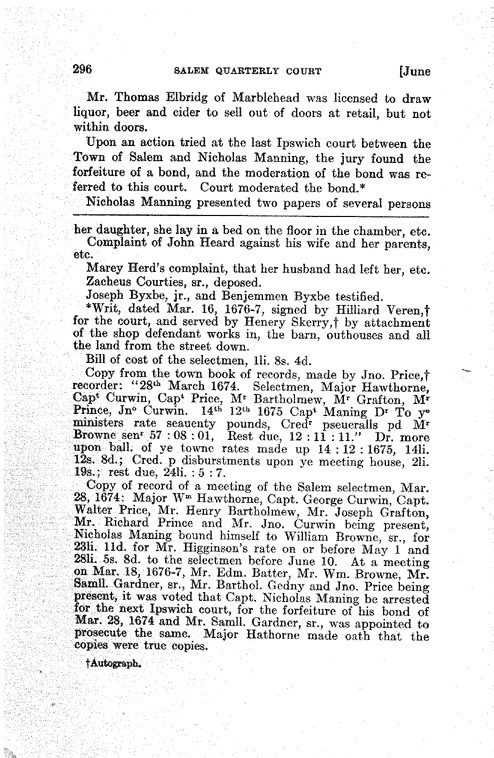 296 SALEM QUARTERLY COURT [June
Mr. Thomas Elbridg of Marblehead was licensed to draw
liquor, beer and cider to sell out of doors at retail, but not
within doors.
Upon an action tried at the last Ipswich court between the
Town of Salem and Nicholas Manning, the jury found the
forfeiture of a bond, and the moderation of the bond was re-
ferred to this court. Court moderated the bond.*
Nicholas Manning presented two papers of several persons
her daughter, she lay in a bed on the floor in the chamber, etc.
Complaint of John Heard against his wife and her parents,
etc.
Marey Herd's complaint, that her husband had left her, etc.
Zacheus Courties, sr., deposed.
Joseph Byxbe, jr., and Benjemmen Byxbe testified.
*Writ, dated Mar. 16, 1676-7, signed by Hilliard Veren,†
for the court, and served by Henery Skerry,† by attachment
of the shop defendant works in, the barn, outhouses and all
the land from the street down.
Bill of cost of the selectmen, 1li. 8s. 4d.
Copy from the town book of records, made by Jno. Price,†
recorder: "28th March 1674. Selectmen, Major Hawthorne,
Capt Curwin, Capt Price, Mr Bartholmew, Mr Grafton, Mr
Prince, Jno Curwin. 14th 12th 1675 Capt Maning Dr To ye
ministers rate seauenty pounds, Credr pseueralls pd Mr
Browne senr 57 : 08 : 01, Rest due, 12 : 11 : 11." Dr. more
upon ball. of ye towne rates made up 14 : 12 : 1675, 14li.
12s. 8d.; Cred. p disburstments upon ye meeting house, 2li.
19s.; rest due, 24li. : 5 : 7.
Copy of record of a meeting of the Salem selectmen, Mar.
28, 1674: Major Wm Hawthorne, Capt. George Curwin, Capt.
Walter Price, Mr. Henry Bartholmew, Mr. Joseph Grafton,
Mr. Richard Prince and Mr. Jno. Curwin being present,
Nicholas Maning bound himself to William Browne, sr., for
23li. 11d. for Mr. Higginson's rate on or before May 1 and
28li. 5s. 8d. to the selectmen before June 10. At a meeting
on Mar. 18, 1676-7, Mr. Edm. Batter, Mr. Wm. Browne, Mr.
Samll. Gardner, sr., Mr. Barthol. Gedny and Jno. Price being
present, it was voted that Capt. Nicholas Maning be arrested
for the next Ipswich court, for the forfeiture of his bond of
Mar. 28, 1674 and Mr. Samll. Gardner, sr., was appointed to
prosecute the same. Major Hathorne made oath that the
copies were true copies.
†Autograph.